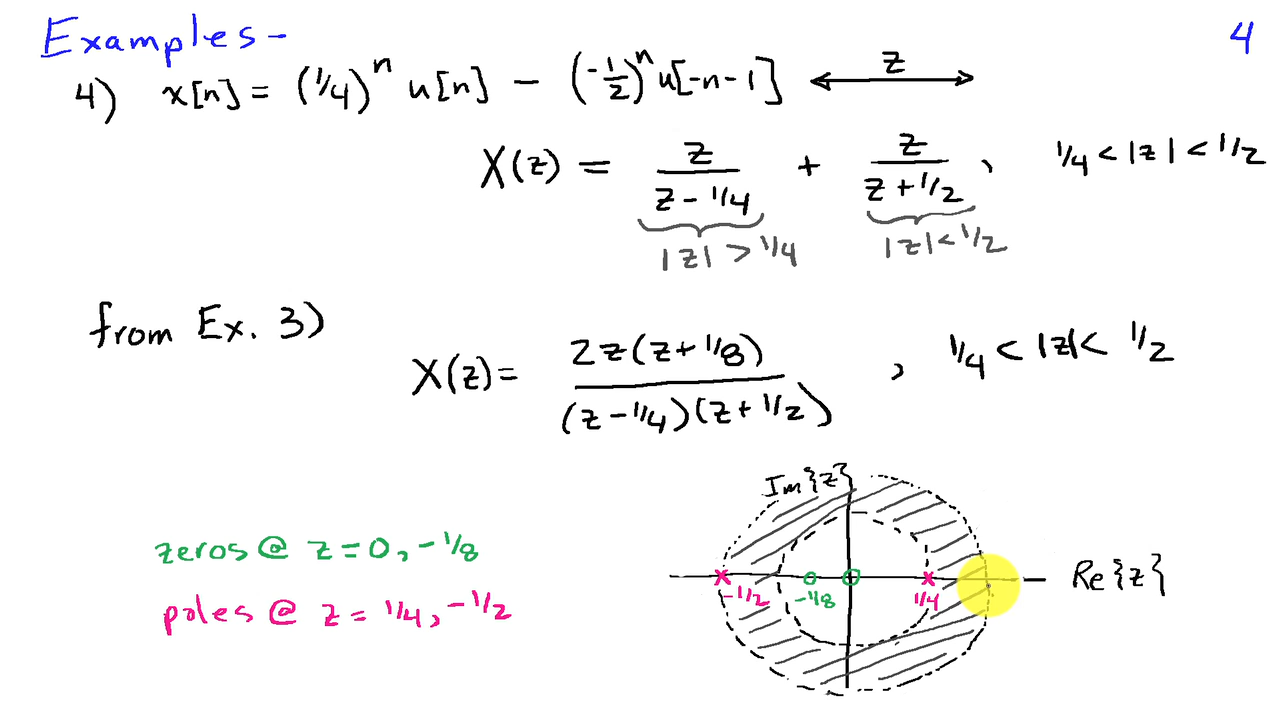 Examples- 4
4) x[n] = (1/4)^n u[n] - (-1/2)^n u[-n-1] ⟷ z
X(z) = z/(z - 1/4) + z/(z + 1/2), 1/4 < |z| < 1/2
|z| > 1/4 |z| < 1/2
from Ex. 3)
X(z) = 2z(z + 1/8)/((z - 1/4)(z + 1/2)), 1/4 < |z| < 1/2
Im{z}
zeros @ z = 0, -1/8
Re{z}
-1/2 -1/8 1/4
poles @ z = 1/4, -1/2